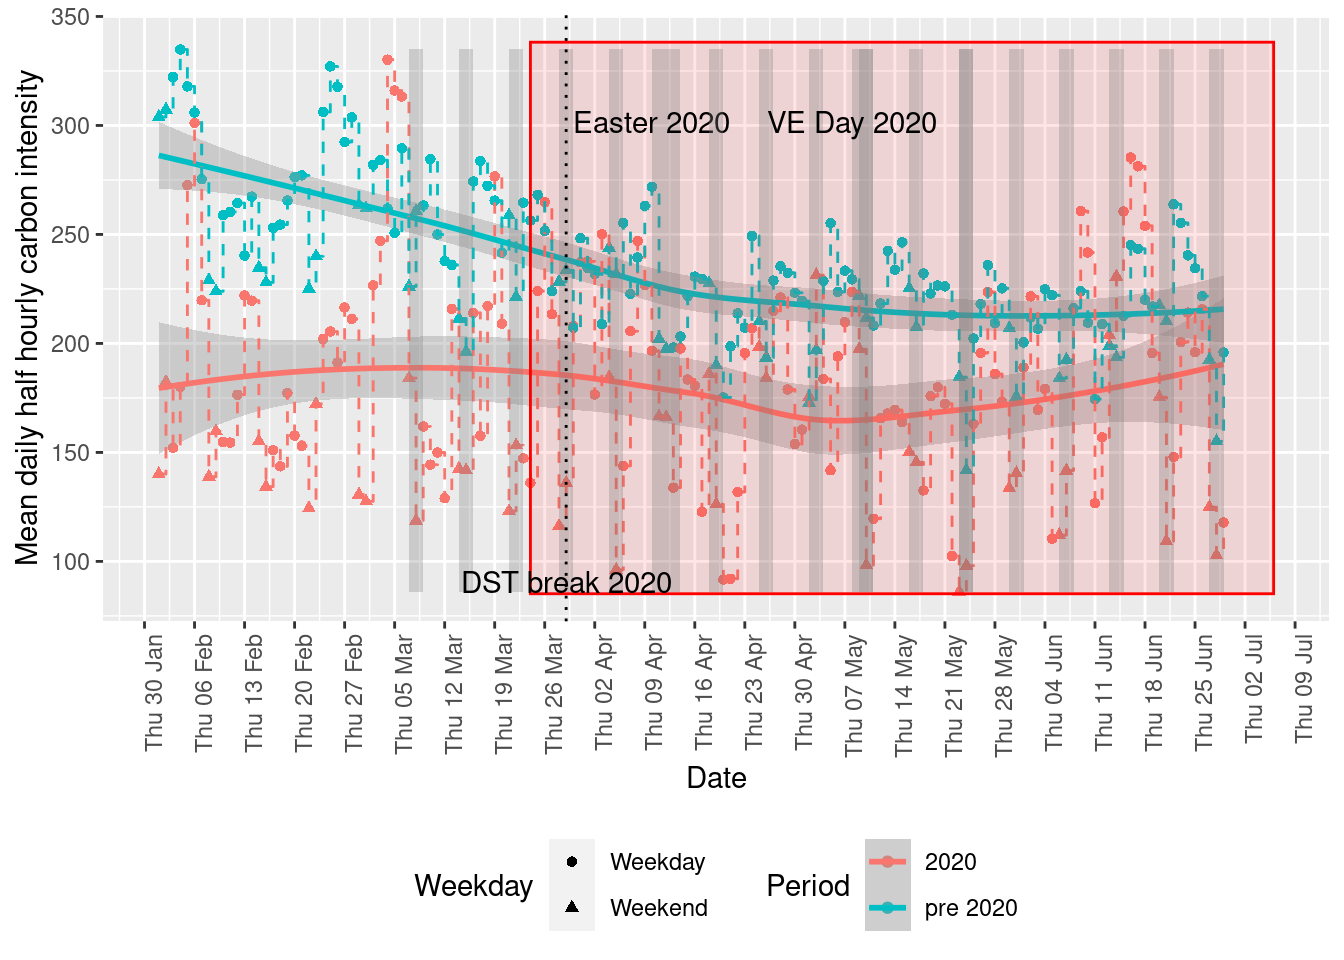 Mean daily half hourly carbon intensity
350
300
250
200
150
100
Easter 2020
VE Day 2020
DST break 2020
Thu 30 Jan
Thu 06 Feb
Thu 13 Feb
Thu 20 Feb
Thu 27 Feb
Thu 05 Mar
Thu 12 Mar
Thu 19 Mar
Thu 26 Mar
Thu 02 Apr
Thu 09 Apr
Thu 16 Apr
Thu 23 Apr
Thu 30 Apr
Thu 07 May
Thu 14 May
Thu 21 May
Thu 28 May
Thu 04 Jun
Thu 11 Jun
Thu 18 Jun
Thu 25 Jun
Thu 02 Jul
Thu 09 Jul
Date
Weekday
Weekday
Weekend
Period
2020
pre 2020